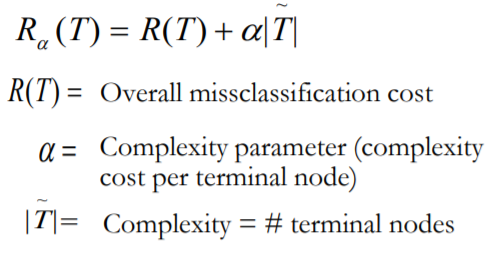 R_α(T) = R(T) + α|T̃|
R(T) = Overall missclassification cost
α = Complexity parameter (complexity
cost per terminal node)
|T̃|= Complexity = # terminal nodes